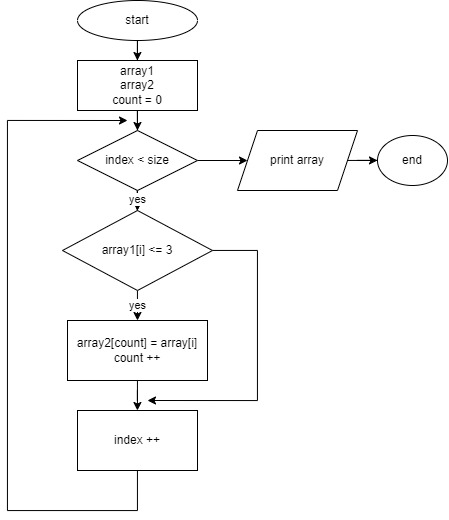 start
array1
array2
count = 0
index < size
print array
end
yes
array1[i] <= 3
yes
array2[count] = array[i]
count ++
index ++